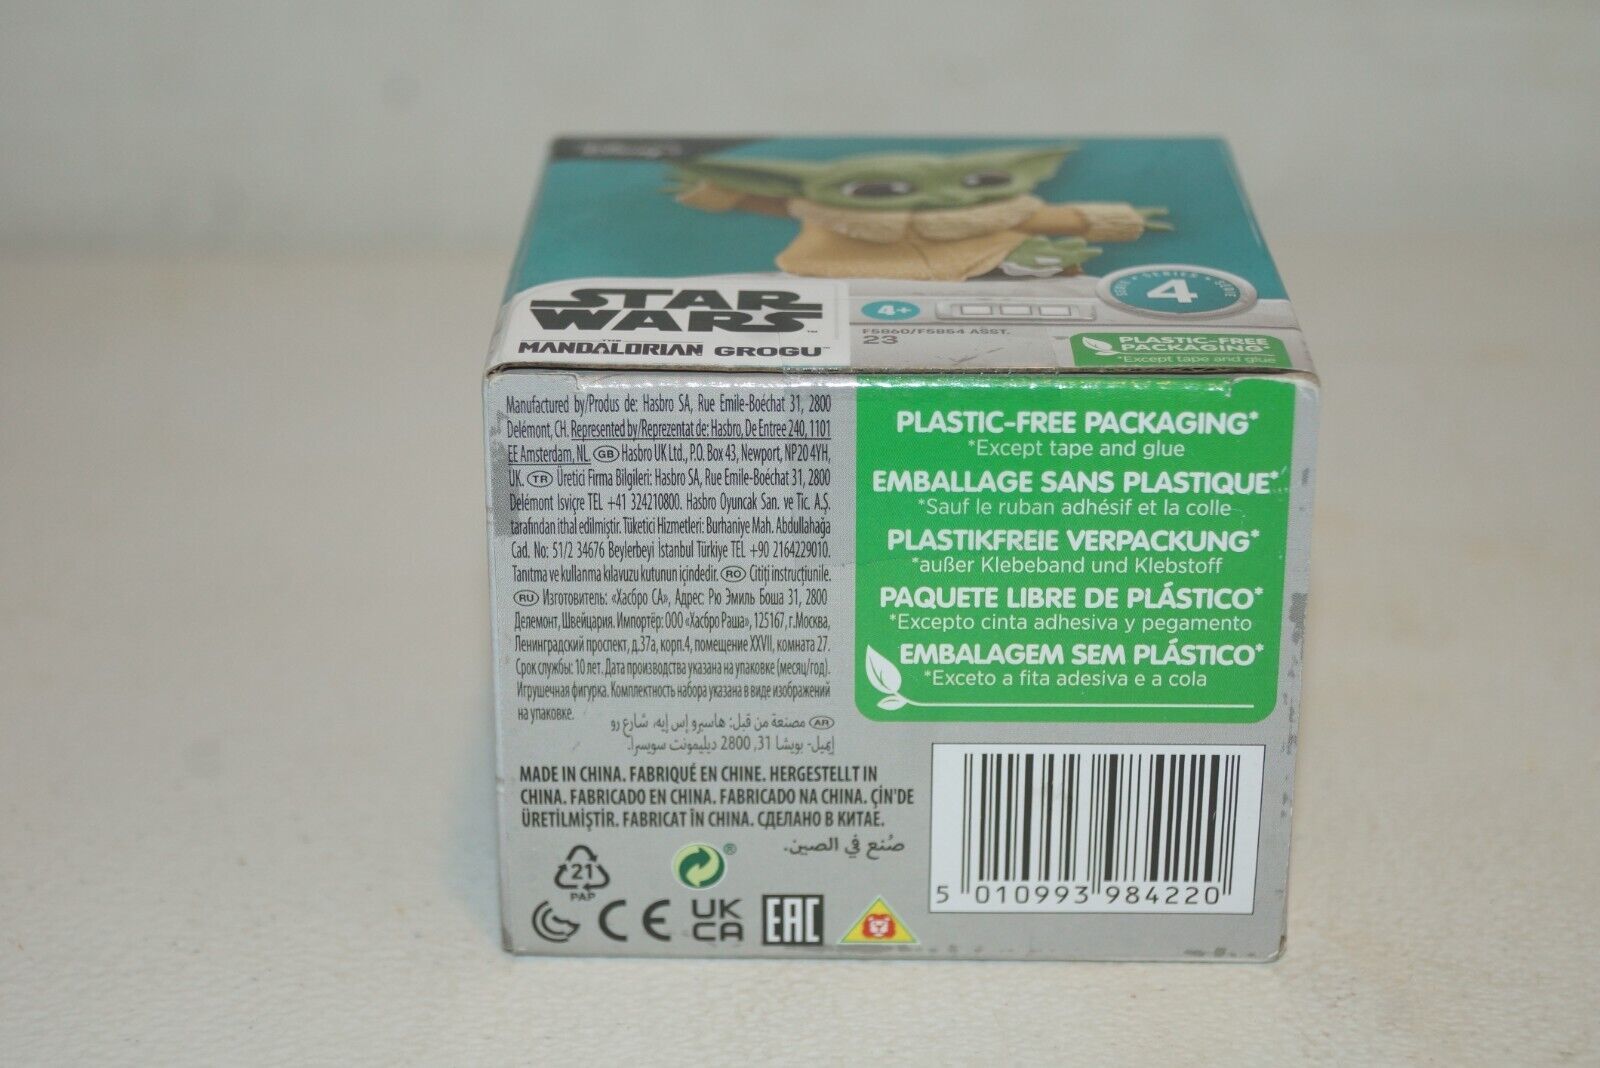 STAR
WARS™
THE
MANDALORIAN GROGU™
4+
F5860/F5854 ASST.
23
SERIES
4
PLASTIC-FREE
PACKAGING*
*Except tape and glue
Manufactured by/Produs de: Hasbro SA, Rue Emile-Boéchat 31, 2800
Delémont, CH. Represented by/Reprezentat de: Hasbro, De Entree 240, 1101
EE Amsterdam, NL. GB Hasbro UK Ltd., P.O. Box 43, Newport, NP20 4YH,
UK. TR Üretici Firma Bilgileri: Hasbro SA, Rue Emile-Boéchat 31, 2800
Delémont Isviçre TEL +41 324210800. Hasbro Oyuncak San. ve Tic. A.Ş.
tarafından ithal edilmiştir. Tüketici Hizmetleri: Burhaniye Mah. Abdullahağa
Cad. No: 51/2 34676 Beylerbeyi İstanbul Türkiye TEL +90 2164229010.
Tanıtma ve kullanma kılavuzu kutunun içindedir. RO Citiți instrucțiunile.
RU Изготовитель: «Хасбро СА», Адрес: Рю Эмиль Боша 31, 2800
Делемонт, Швейцария. Импортёр: ООО «Хасбро Раша», 125167, г.Москва,
Ленинградский проспект, д.37а, корп.4, помещение XXVII, комната 27.
Срок службы: 10 лет. Дата производства указана на упаковке (месяц/год).
Игрушечная фигурка. Комплектность набора указана в виде изображений
на упаковке.
AR مصنعة من قبل: هاسبرو إس إيه، شارع رو
إيميل- بويشا 31, 2800 ديليمونت سويسرا.
MADE IN CHINA. FABRIQUÉ EN CHINE. HERGESTELLT IN
CHINA. FABRICADO EN CHINA. FABRICADO NA CHINA. ÇİN'DE
ÜRETİLMİŞTİR. FABRICAT ÎN CHINA. СДЕЛАНО В КИТАЕ.
صُنع في الصين.
21
PAP
®
CE
UK
CA
EAC
PLASTIC-FREE PACKAGING*
*Except tape and glue
EMBALLAGE SANS PLASTIQUE*
*Sauf le ruban adhésif et la colle
PLASTIKFREIE VERPACKUNG*
*außer Klebeband und Klebstoff
PAQUETE LIBRE DE PLÁSTICO*
*Excepto cinta adhesiva y pegamento
EMBALAGEM SEM PLÁSTICO*
*Exceto a fita adesiva e a cola
5 010993 984220